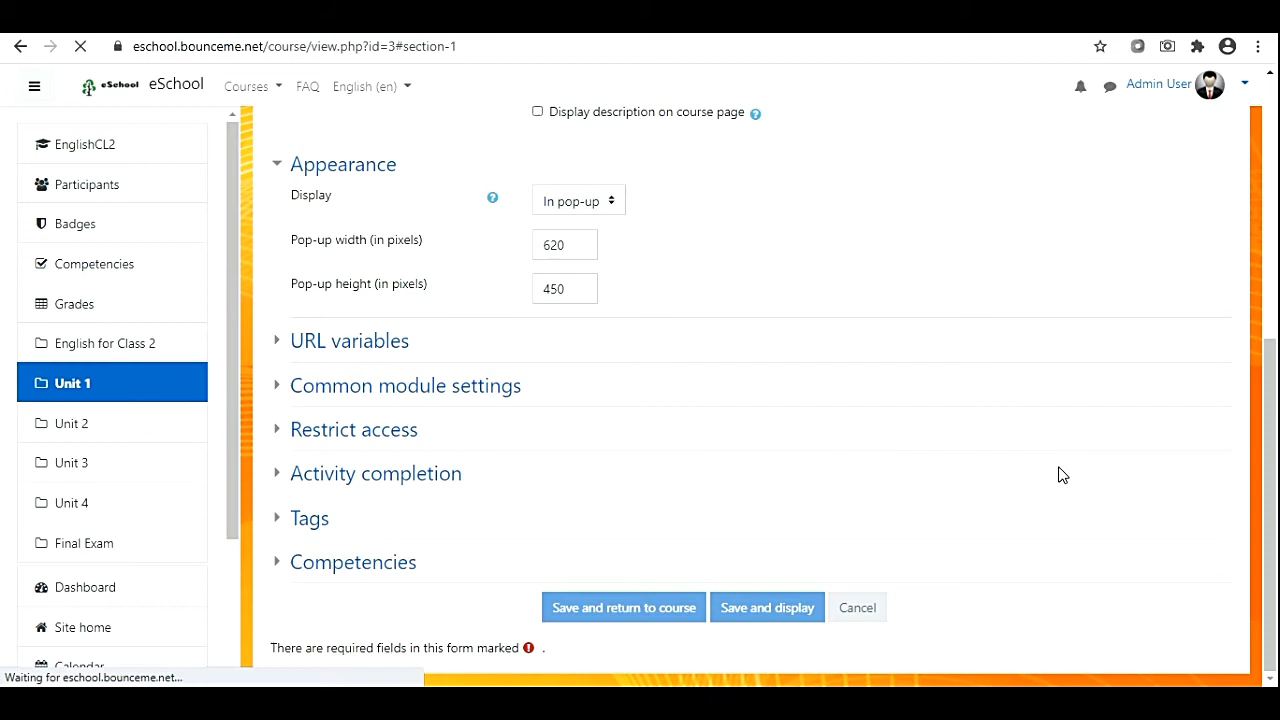 eschool.bounceme.net/course/view.php?id=3#section-1
eSchool eSchool Courses FAQ English (en) Admin User
EnglishCL2
Participants
Badges
Competencies
Grades
English for Class 2
Unit 1
Unit 2
Unit 3
Unit 4
Final Exam
Dashboard
Site home
Calendar
Display description on course page
Appearance
Display In pop-up
Pop-up width (in pixels) 620
Pop-up height (in pixels) 450
URL variables
Common module settings
Restrict access
Activity completion
Tags
Competencies
Save and return to course Save and display Cancel
There are required fields in this form marked .
Waiting for eschool.bounceme.net...